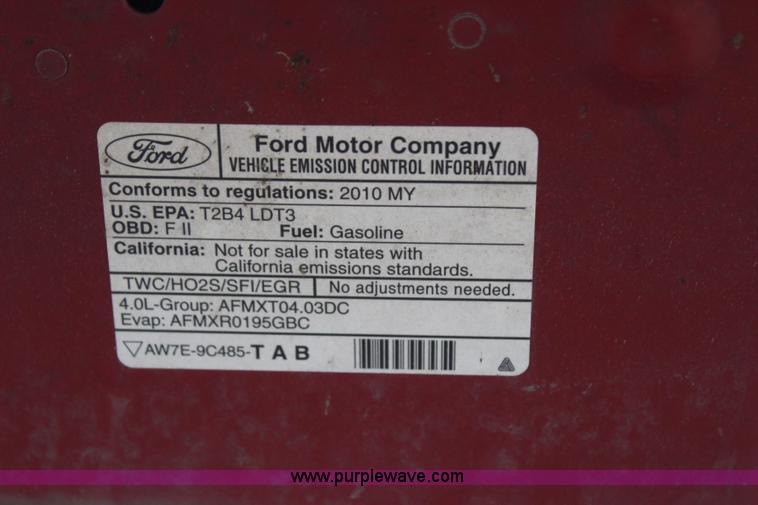 Ford
Ford Motor Company
VEHICLE EMISSION CONTROL INFORMATION
Conforms to regulations: 2010 MY
U.S. EPA: T2B4 LDT3
OBD: F II Fuel: Gasoline
California: Not for sale in states with
California emissions standards.
TWC/HO2S/SFI/EGR No adjustments needed.
4.0L-Group: AFMXT04.03DC
Evap: AFMXR0195GBC
AW7E-9C485-T A B
www.purplewave.com